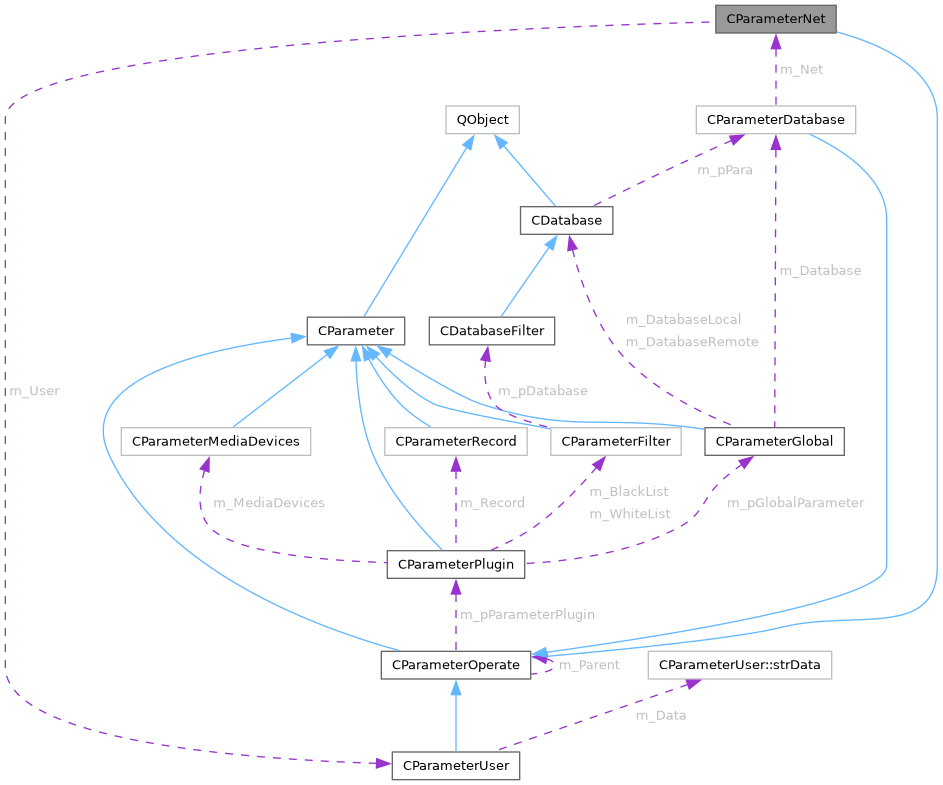 CParameterNet
m_Net
QObject
CParameterDatabase
m_pPara
CDatabase
m_Database
m_DatabaseLocal
m_DatabaseRemote
CParameter
CDatabaseFilter
m_User
m_pDatabase
CParameterMediaDevices
CParameterRecord
CParameterFilter
CParameterGlobal
m_MediaDevices
m_Record
m_BlackList
m_WhiteList
m_pGlobalParameter
CParameterPlugin
m_pParameterPlugin
CParameterOperate
m_Parent
CParameterUser::strData
m_Data
CParameterUser